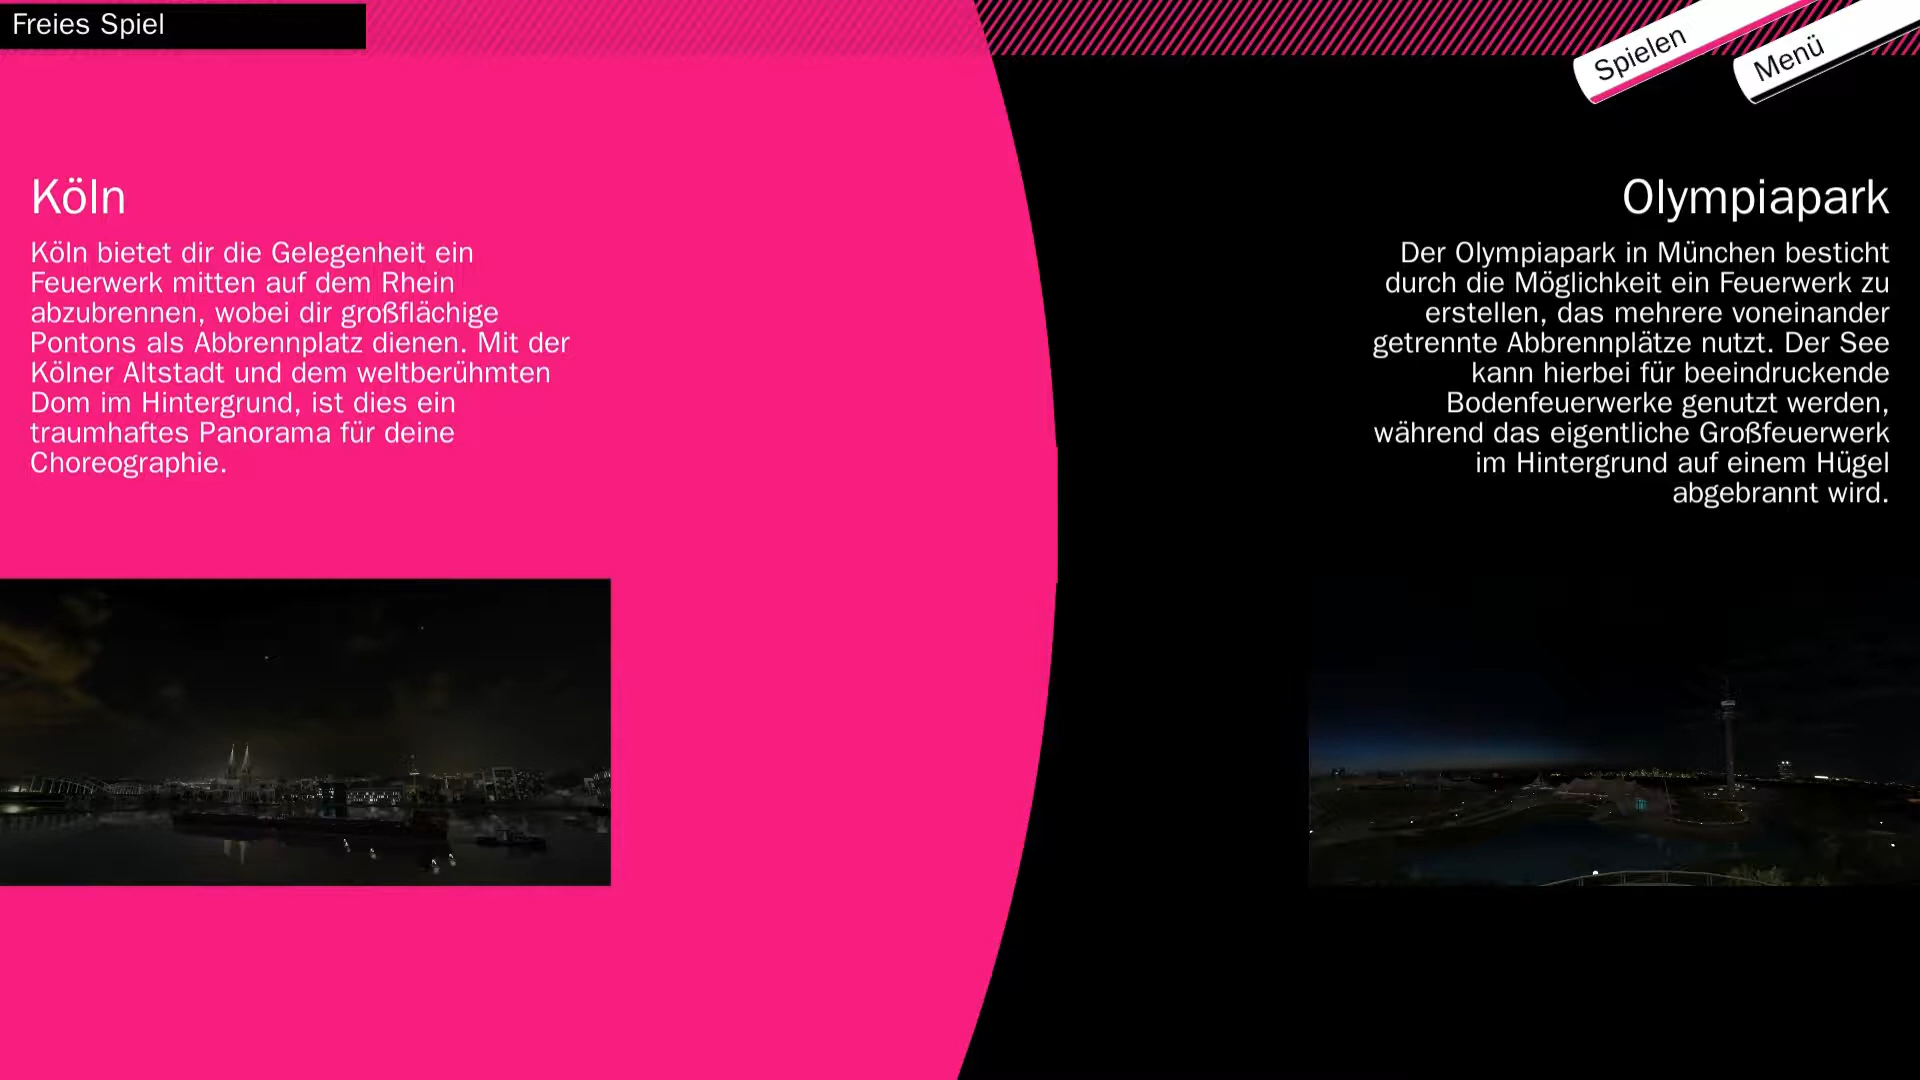 Freies Spiel
Spielen
Menü
Köln
Köln bietet dir die Gelegenheit ein
Feuerwerk mitten auf dem Rhein
abzubrennen, wobei dir großflächige
Pontons als Abbrennplatz dienen. Mit der
Kölner Altstadt und dem weltberühmten
Dom im Hintergrund, ist dies ein
traumhaftes Panorama für deine
Choreographie.
Olympiapark
Der Olympiapark in München besticht
durch die Möglichkeit ein Feuerwerk zu
erstellen, das mehrere voneinander
getrennte Abbrennplätze nutzt. Der See
kann hierbei für beeindruckende
Bodenfeuerwerke genutzt werden,
während das eigentliche Großfeuerwerk
im Hintergrund auf einem Hügel
abgebrannt wird.